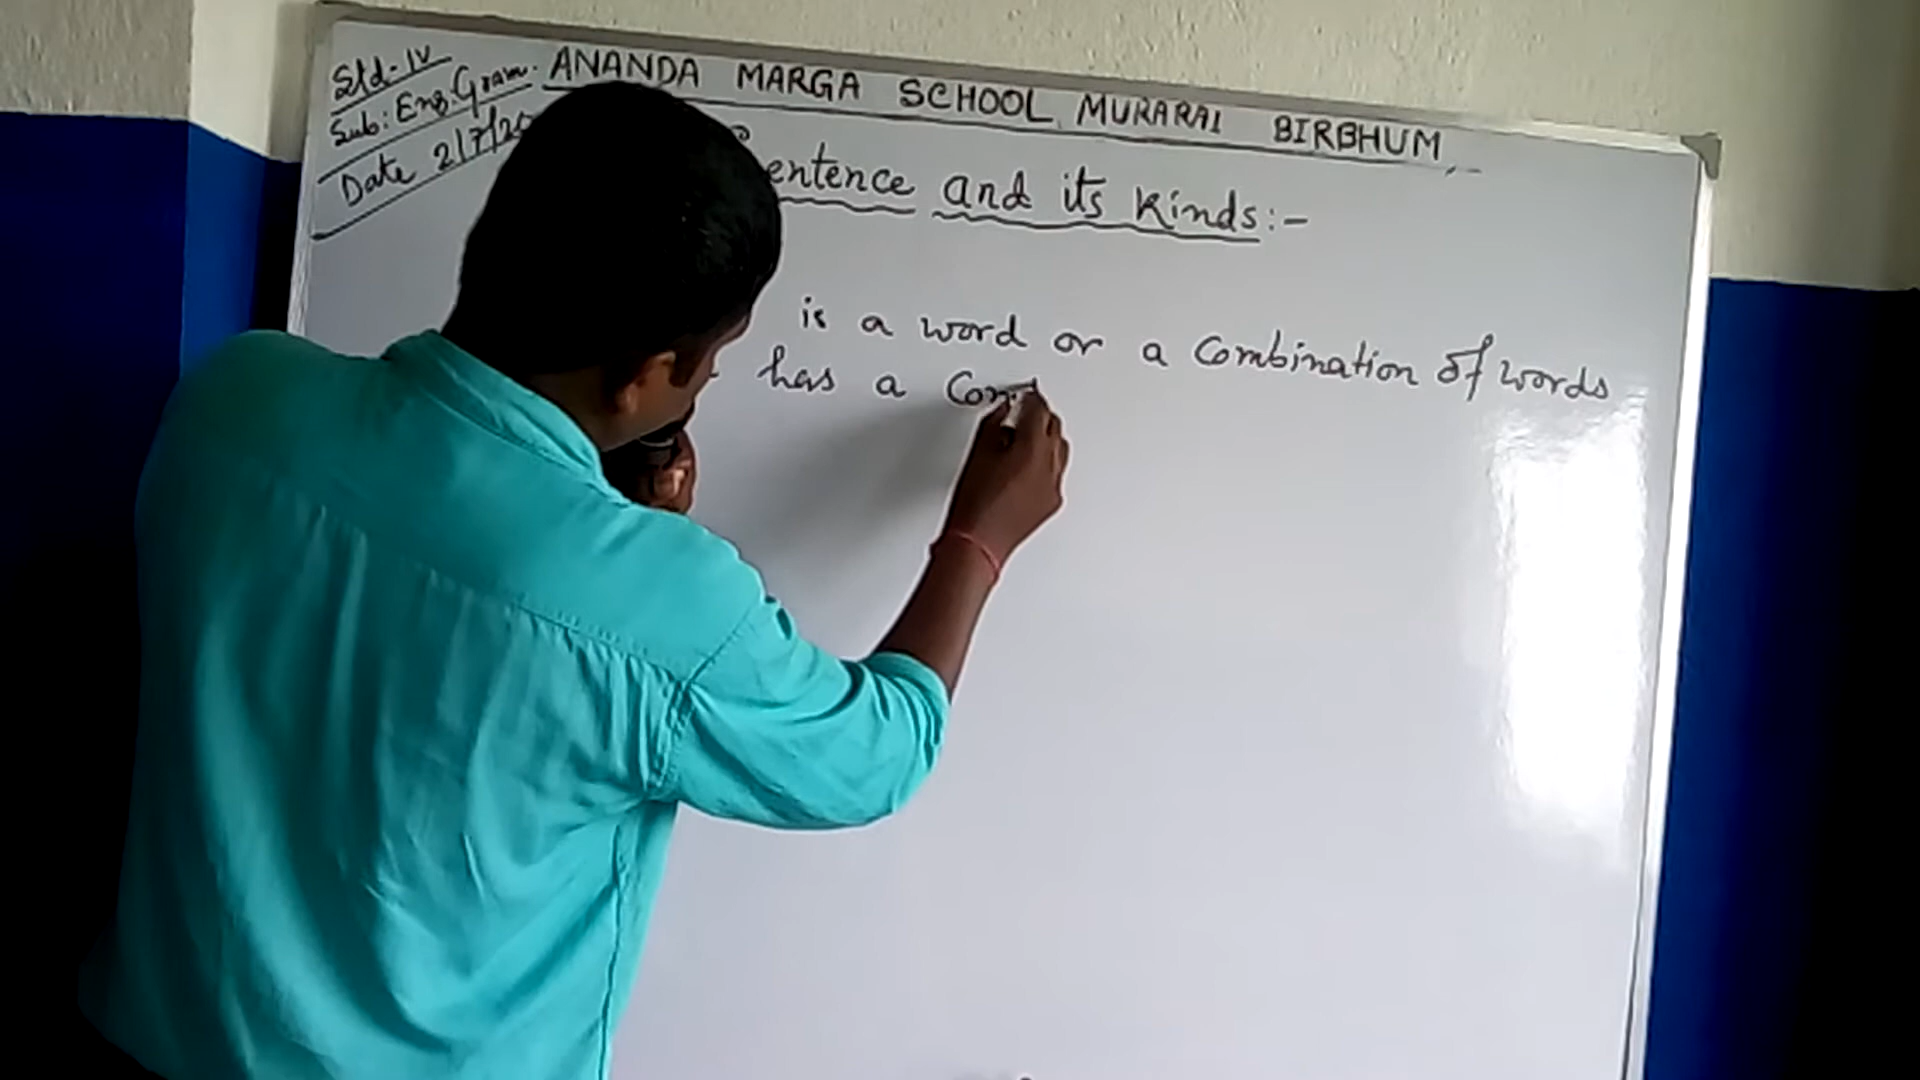 Std-IV
Sub: Eng. Gram.
Date 2/7/20
ANANDA MARGA SCHOOL, MURARAI BIRBHUM
entence and its Kinds:-
is a word or a Combination of words
has a Com